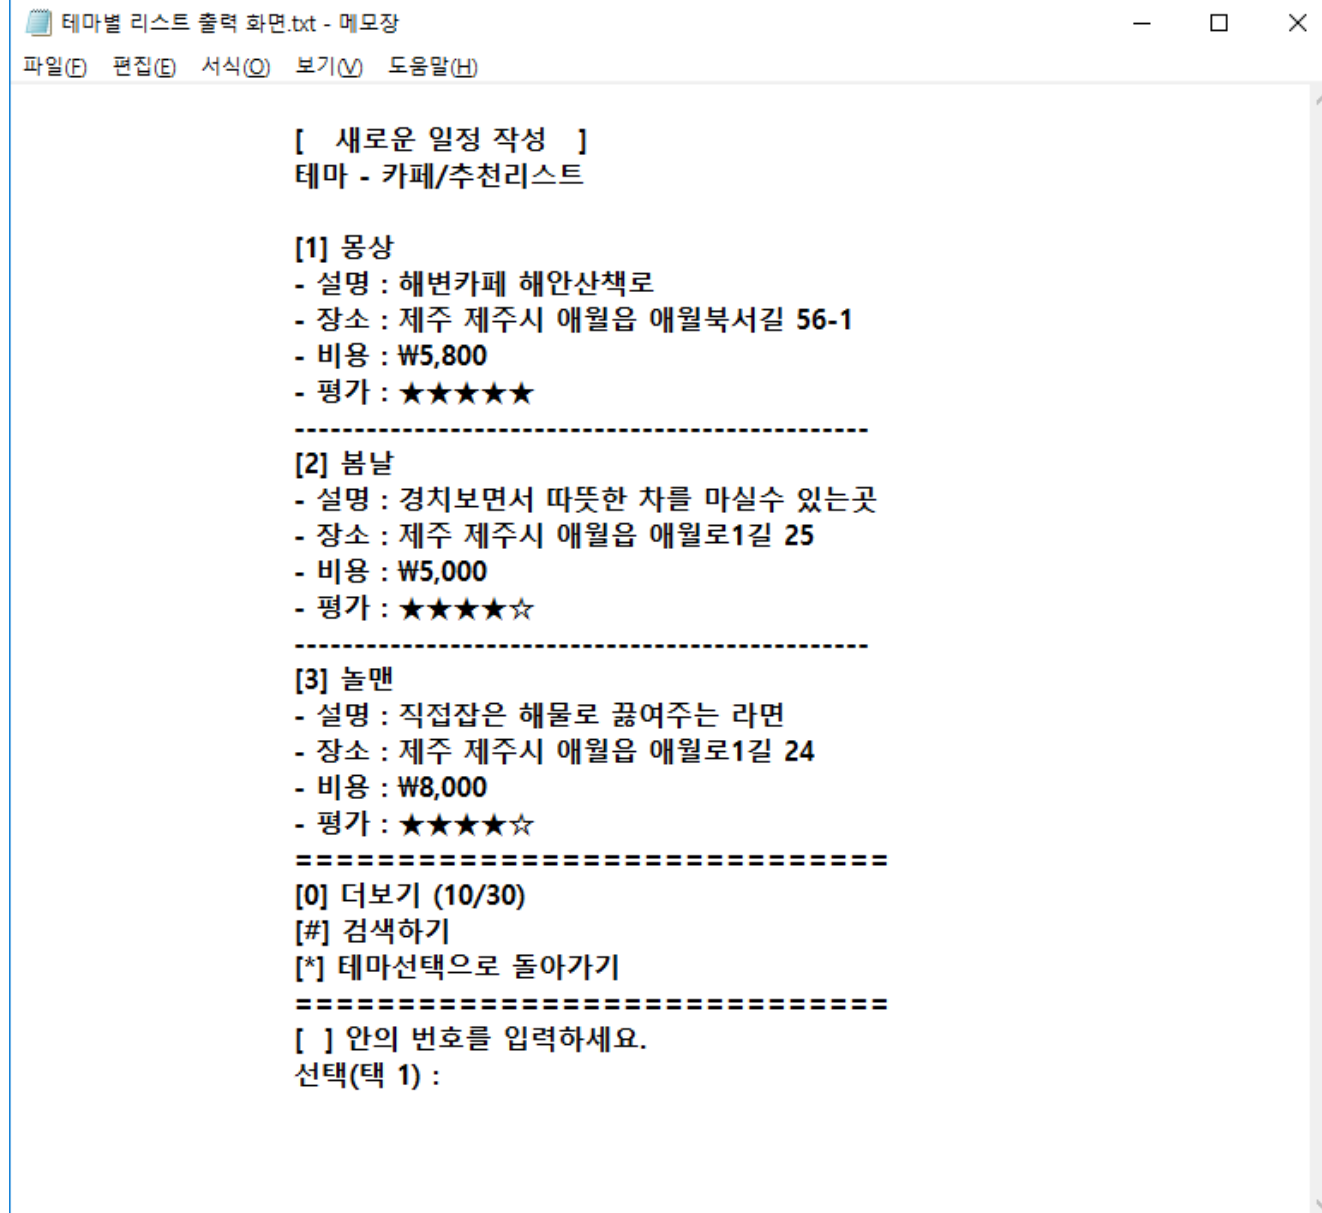 테마별 리스트 출력 화면.txt - 메모장
파일(F) 편집(E) 서식(O) 보기(V) 도움말(H)
[ 새로운 일정 작성 ]
테마 - 카페/추천리스트
[1] 몽상
- 설명 : 해변카페 해안산책로
- 장소 : 제주 제주시 애월읍 애월북서길 56-1
- 비용 : ₩5,800
- 평가 : ★★★★★
------------------------------------------------
[2] 봄날
- 설명 : 경치보면서 따뜻한 차를 마실수 있는곳
- 장소 : 제주 제주시 애월읍 애월로1길 25
- 비용 : ₩5,000
- 평가 : ★★★★☆
------------------------------------------------
[3] 놀맨
- 설명 : 직접잡은 해물로 끓여주는 라면
- 장소 : 제주 제주시 애월읍 애월로1길 24
- 비용 : ₩8,000
- 평가 : ★★★★☆
=============================
[0] 더보기 (10/30)
[#] 검색하기
[*] 테마선택으로 돌아가기
=============================
[ ] 안의 번호를 입력하세요.
선택(택 1) :